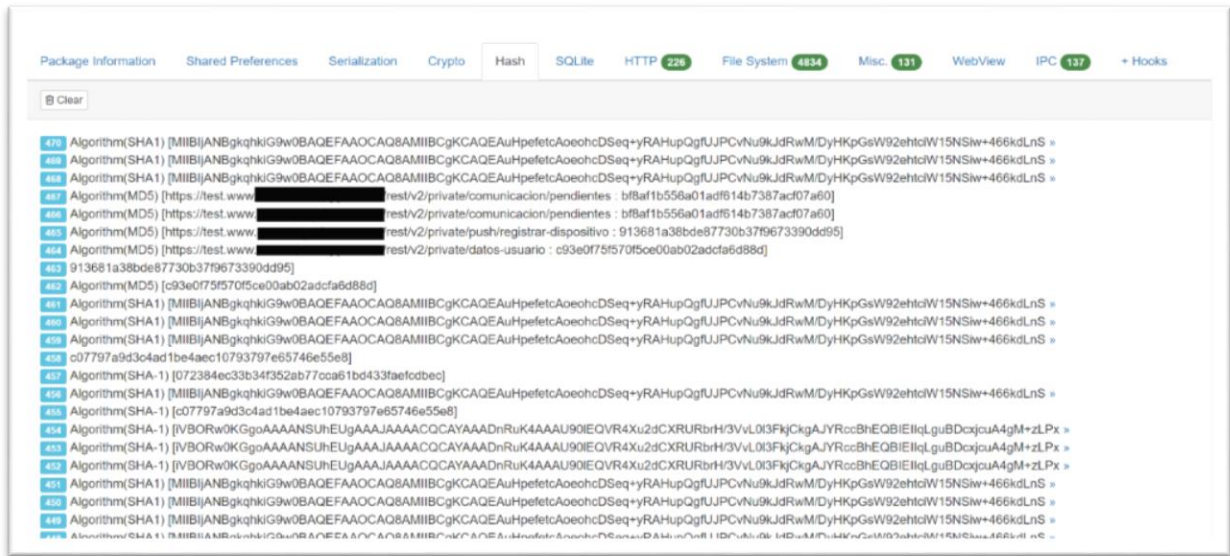 Package Information Shared Preferences Serialization Crypto Hash SQLite HTTP 226 File System 4834 Misc. 131 WebView IPC 137 + Hooks
Clear
470 Algorithm(SHA1) [MIIBIjANBgkqhkiG9w0BAQEFAAOCAQ8AMIIBCgKCAQEAuHpefetcAoeohcDSeq+yRAHupQgfUJPCvNu9kJdRwM/DyHKpGsW92ehtciW15NSiw+466kdLnS »
469 Algorithm(SHA1) [MIIBIjANBgkqhkiG9w0BAQEFAAOCAQ8AMIIBCgKCAQEAuHpefetcAoeohcDSeq+yRAHupQgfUJPCvNu9kJdRwM/DyHKpGsW92ehtciW15NSiw+466kdLnS »
468 Algorithm(SHA1) [MIIBIjANBgkqhkiG9w0BAQEFAAOCAQ8AMIIBCgKCAQEAuHpefetcAoeohcDSeq+yRAHupQgfUJPCvNu9kJdRwM/DyHKpGsW92ehtciW15NSiw+466kdLnS »
467 Algorithm(MD5) [https://test.www. /rest/v2/private/comunicacion/pendientes : bf8af1b556a01adf614b7387acf07a60]
466 Algorithm(MD5) [https://test.www. /rest/v2/private/comunicacion/pendientes : bf8af1b556a01adf614b7387acf07a60]
465 Algorithm(MD5) [https://test.www. /rest/v2/private/push/registrar-dispositivo : 913681a38bde87730b37f9673390dd95]
464 Algorithm(MD5) [https://test.www. /rest/v2/private/datos-usuario : c93e0f75f570f5ce00ab02adcfa6d88d]
463 913681a38bde87730b37f9673390dd95]
462 Algorithm(MD5) [c93e0f75f570f5ce00ab02adcfa6d88d]
461 Algorithm(SHA1) [MIIBIjANBgkqhkiG9w0BAQEFAAOCAQ8AMIIBCgKCAQEAuHpefetcAoeohcDSeq+yRAHupQgfUJPCvNu9kJdRwM/DyHKpGsW92ehtciW15NSiw+466kdLnS »
460 Algorithm(SHA1) [MIIBIjANBgkqhkiG9w0BAQEFAAOCAQ8AMIIBCgKCAQEAuHpefetcAoeohcDSeq+yRAHupQgfUJPCvNu9kJdRwM/DyHKpGsW92ehtciW15NSiw+466kdLnS »
459 Algorithm(SHA1) [MIIBIjANBgkqhkiG9w0BAQEFAAOCAQ8AMIIBCgKCAQEAuHpefetcAoeohcDSeq+yRAHupQgfUJPCvNu9kJdRwM/DyHKpGsW92ehtciW15NSiw+466kdLnS »
458 c07797a9d3c4ad1be4aec10793797e65746e55e8]
457 Algorithm(SHA-1) [072384ec33b34f352ab77cca61bd433faefcdbec]
456 Algorithm(SHA1) [MIIBIjANBgkqhkiG9w0BAQEFAAOCAQ8AMIIBCgKCAQEAuHpefetcAoeohcDSeq+yRAHupQgfUJPCvNu9kJdRwM/DyHKpGsW92ehtciW15NSiw+466kdLnS »
455 Algorithm(SHA-1) [c07797a9d3c4ad1be4aec10793797e65746e55e8]
454 Algorithm(SHA-1) [iVBORw0KGgoAAAANSUhEUgAAAJAAAACQCAYAAADnRuK4AAAU90lEQVR4Xu2dCXRURbrH/3VvL0I3FkjCkgAJYRccBhEQBIEIIqLguBDcxjcuA4gM+zLPx »
453 Algorithm(SHA-1) [iVBORw0KGgoAAAANSUhEUgAAAJAAAACQCAYAAADnRuK4AAAU90lEQVR4Xu2dCXRURbrH/3VvL0I3FkjCkgAJYRccBhEQBIEIIqLguBDcxjcuA4gM+zLPx »
452 Algorithm(SHA-1) [iVBORw0KGgoAAAANSUhEUgAAAJAAAACQCAYAAADnRuK4AAAU90lEQVR4Xu2dCXRURbrH/3VvL0I3FkjCkgAJYRccBhEQBIEIIqLguBDcxjcuA4gM+zLPx »
451 Algorithm(SHA1) [MIIBIjANBgkqhkiG9w0BAQEFAAOCAQ8AMIIBCgKCAQEAuHpefetcAoeohcDSeq+yRAHupQgfUJPCvNu9kJdRwM/DyHKpGsW92ehtciW15NSiw+466kdLnS »
450 Algorithm(SHA1) [MIIBIjANBgkqhkiG9w0BAQEFAAOCAQ8AMIIBCgKCAQEAuHpefetcAoeohcDSeq+yRAHupQgfUJPCvNu9kJdRwM/DyHKpGsW92ehtciW15NSiw+466kdLnS »
449 Algorithm(SHA1) [MIIBIjANBgkqhkiG9w0BAQEFAAOCAQ8AMIIBCgKCAQEAuHpefetcAoeohcDSeq+yRAHupQgfUJPCvNu9kJdRwM/DyHKpGsW92ehtciW15NSiw+466kdLnS »